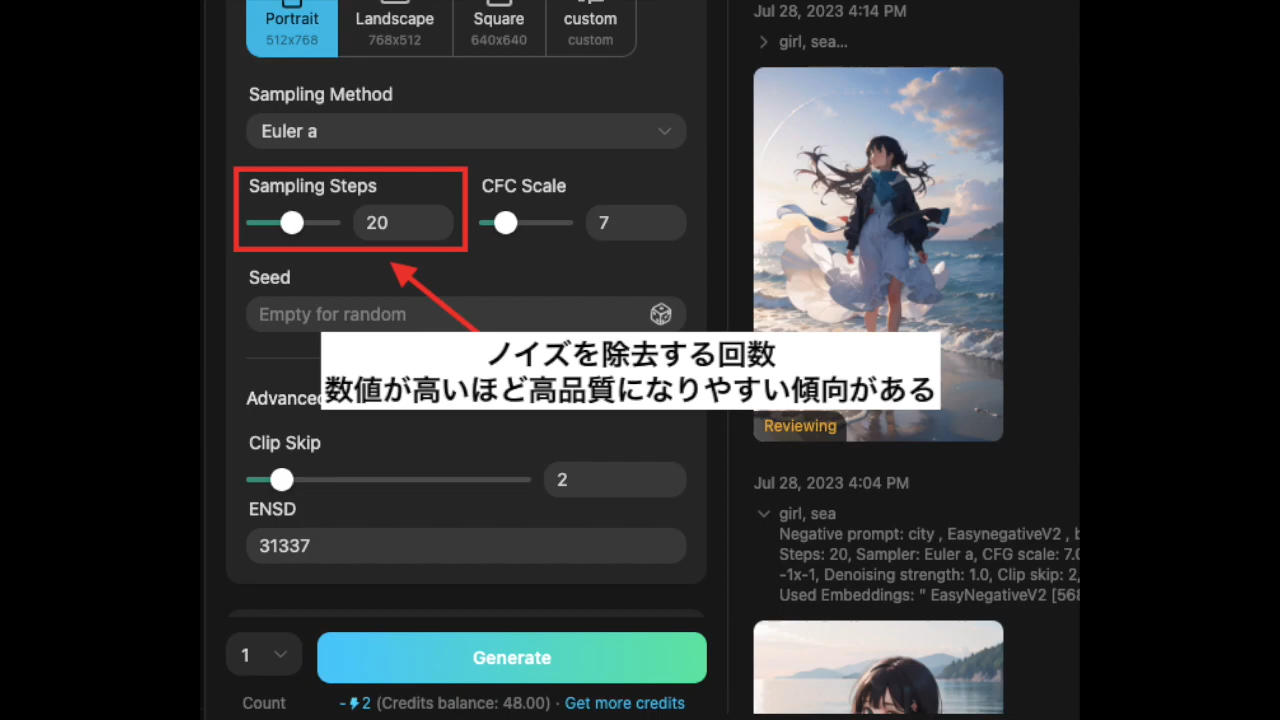 Portrait
512x768
Landscape
768x512
Square
640x640
custom
custom
Sampling Method
Euler a
Sampling Steps
20
CFC Scale
7
Seed
Empty for random
ノイズを除去する回数
数値が高いほど高品質になりやすい傾向がある
Advanced
Clip Skip
2
ENSD
31337
1
Count
Generate
-2 (Credits balance: 48.00) · Get more credits
Jul 28, 2023 4:14 PM
girl, sea...
Reviewing
Jul 28, 2023 4:04 PM
girl, sea
Negative prompt: city , EasynegativeV2 , b
Steps: 20, Sampler: Euler a, CFG scale: 7.0
-1x-1, Denoising strength: 1.0, Clip skip: 2,
Used Embeddings: " EasyNegativeV2 [568